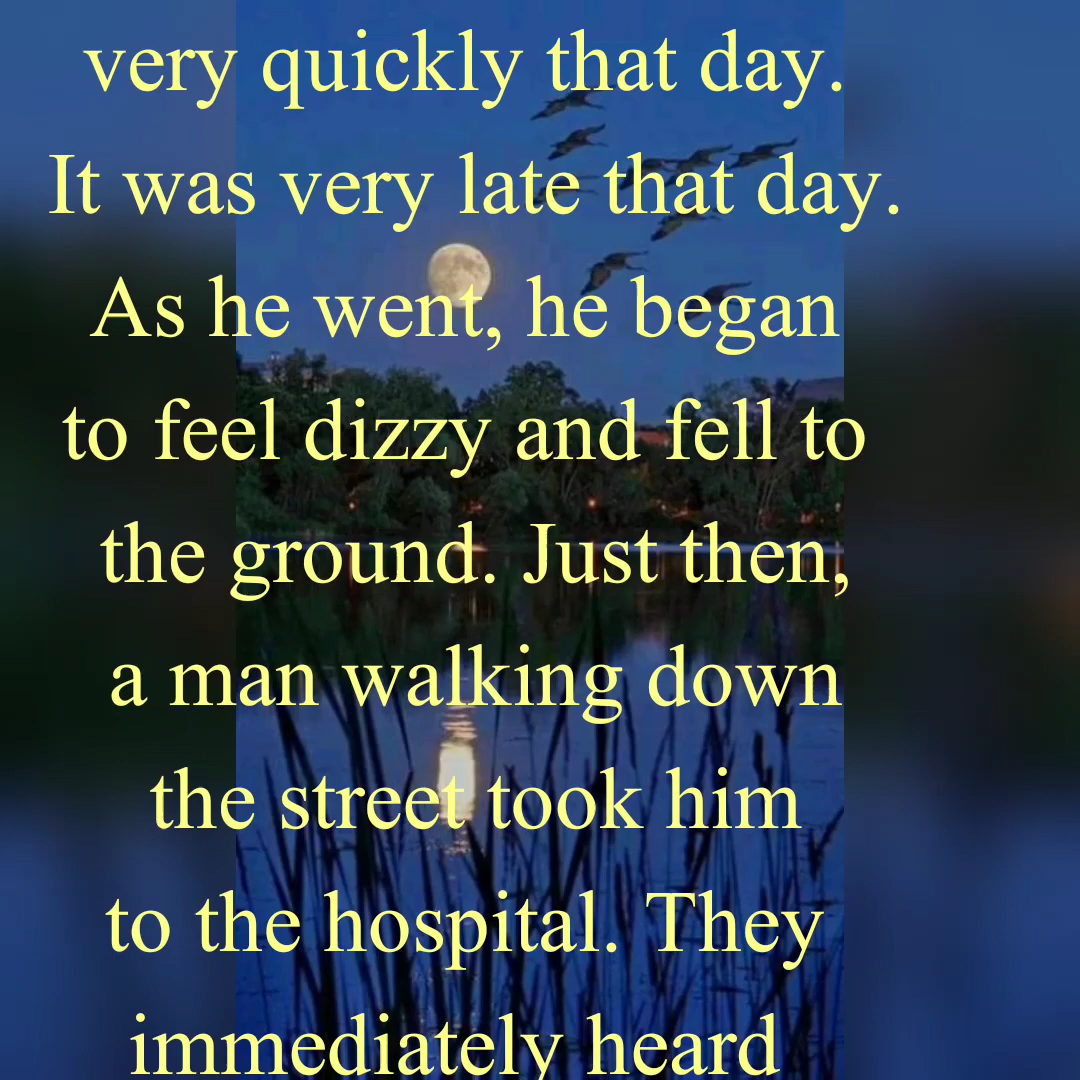 very quickly that day.
It was very late that day.
As he went, he began
to feel dizzy and fell to
the ground. Just then,
a man walking down
the street took him
to the hospital. They
immediately heard